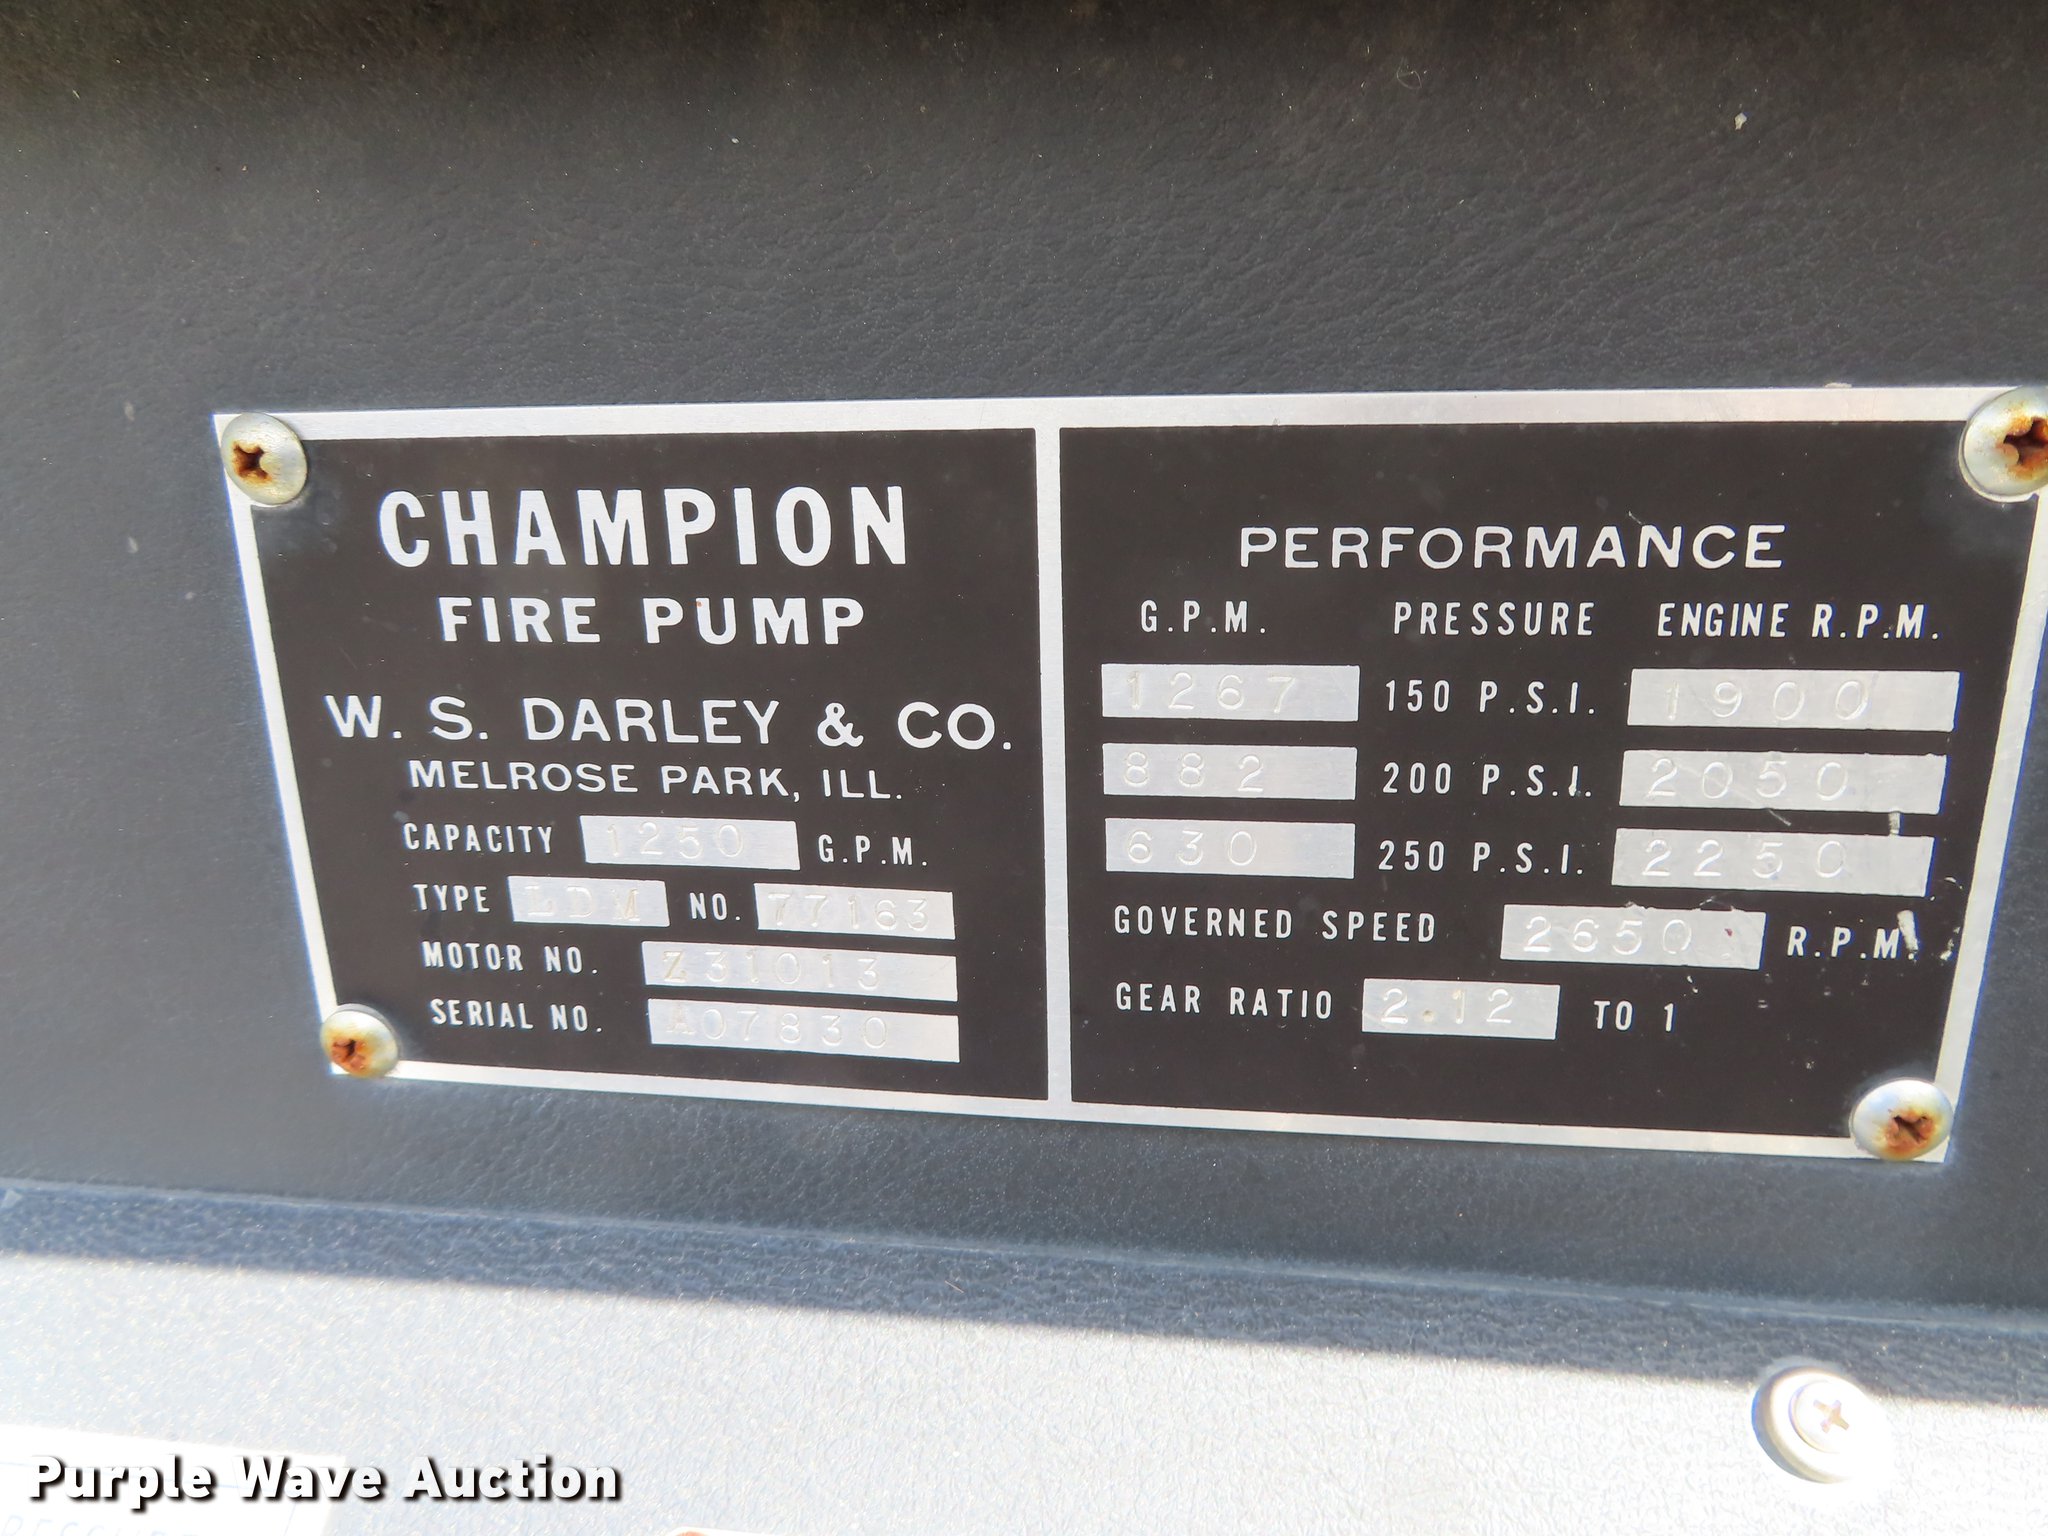 CHAMPION
FIRE PUMP
W. S. DARLEY & CO.
MELROSE PARK, ILL.
CAPACITY 1250 G.P.M.
TYPE LDM NO. 77163
MOTOR NO. Z31013
SERIAL NO. A07830
PERFORMANCE
G.P.M. PRESSURE ENGINE R.P.M.
1267 150 P.S.I. 1900
882 200 P.S.I. 2050
630 250 P.S.I. 2250
GOVERNED SPEED 2650 R.P.M.
GEAR RATIO 2.12 TO 1
Purple Wave Auction